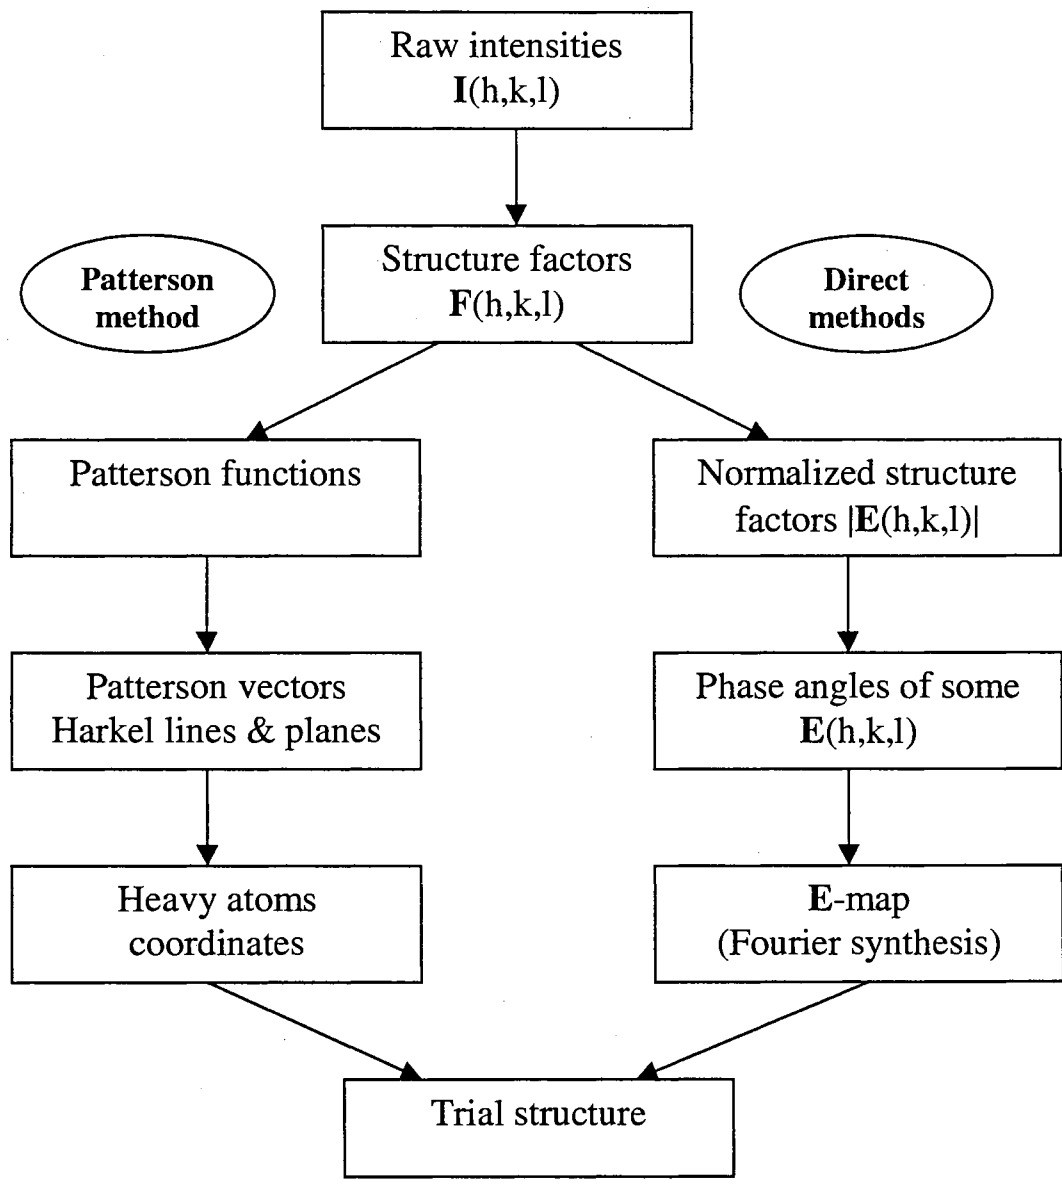 Raw intensities
I(h,k,l)
Structure factors
F(h,k,l)
Patterson
method
Direct
methods
Patterson functions
Normalized structure
factors |E(h,k,l)|
Patterson vectors
Harkel lines & planes
Phase angles of some
E(h,k,l)
Heavy atoms
coordinates
E-map
(Fourier synthesis)
Trial structure